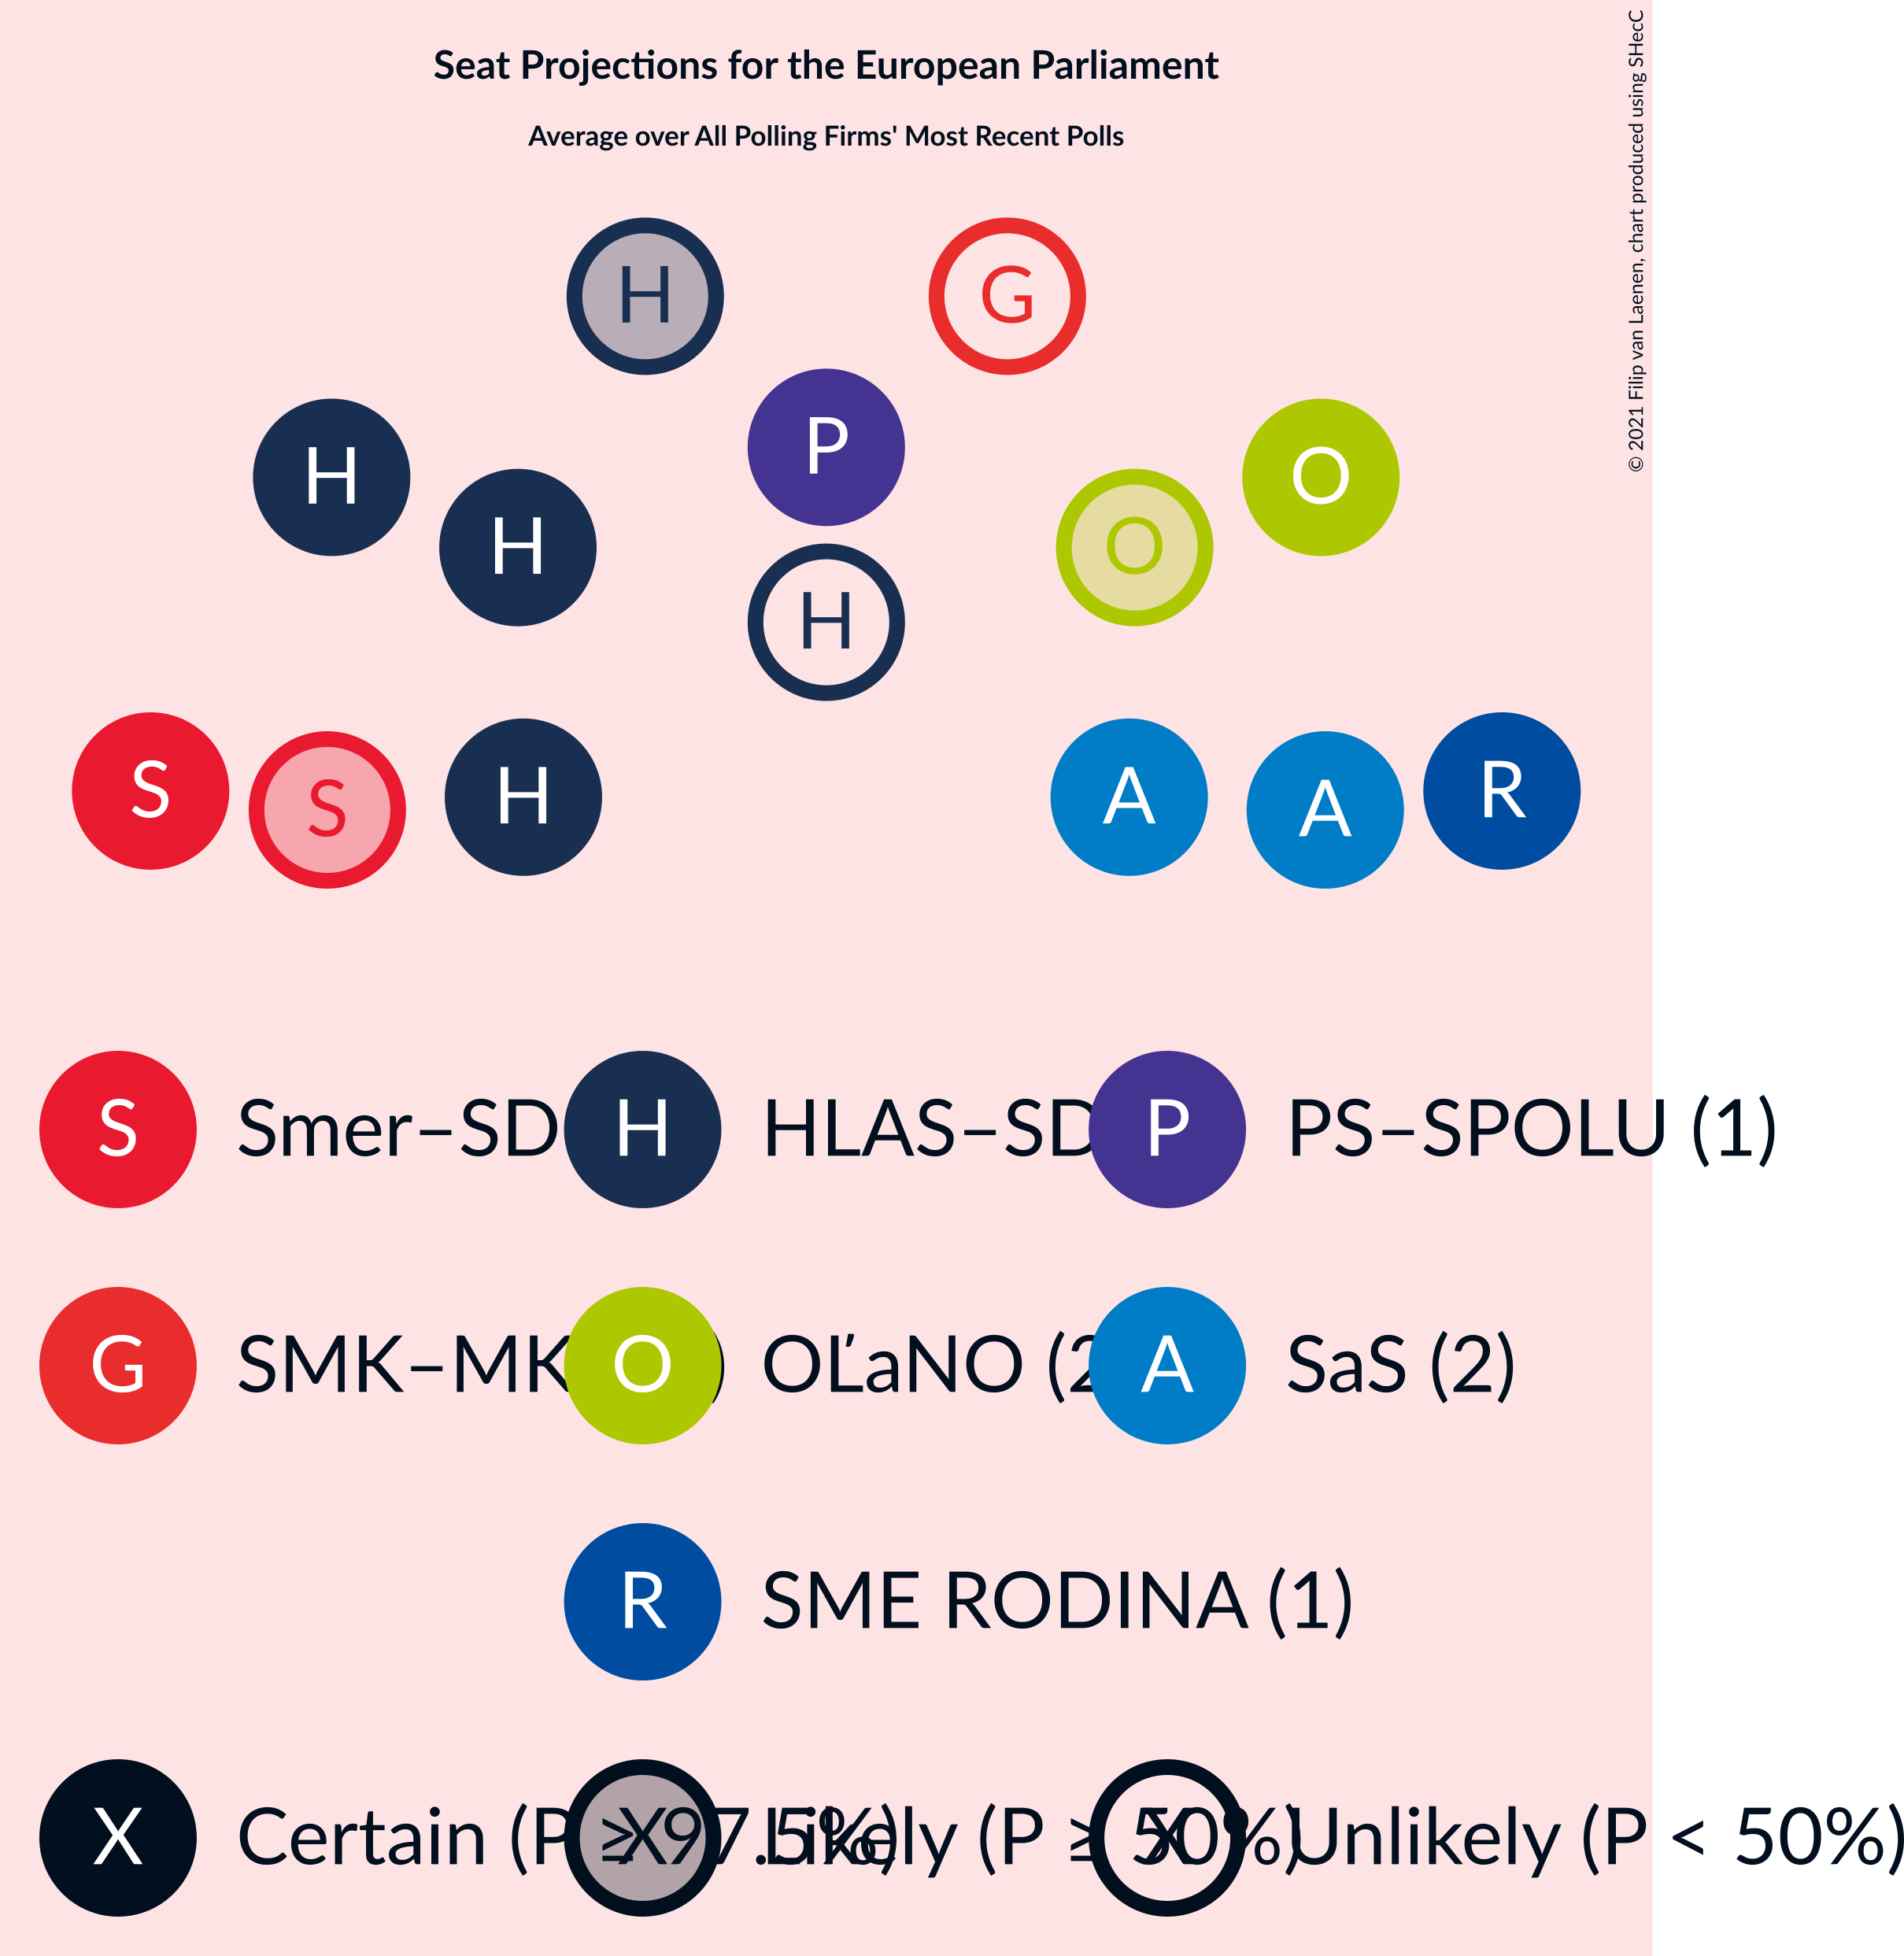 Seat Projections for the European Parliament
Average over All Polling Firms' Most Recent Polls
© 2021 Filip van Laenen, chart produced using SHecC
H G
P
H O
H O
H
S H A R
S A
S Smer–SD H HLAS–SD P PS–SPOLU (1)
G SMK–MK O OĽaNO (2 A SaS (2)
R SME RODINA (1)
X Certain (P ≥ 97.5%) X Likely (P ≥ 50%) X Unlikely (P < 50%)